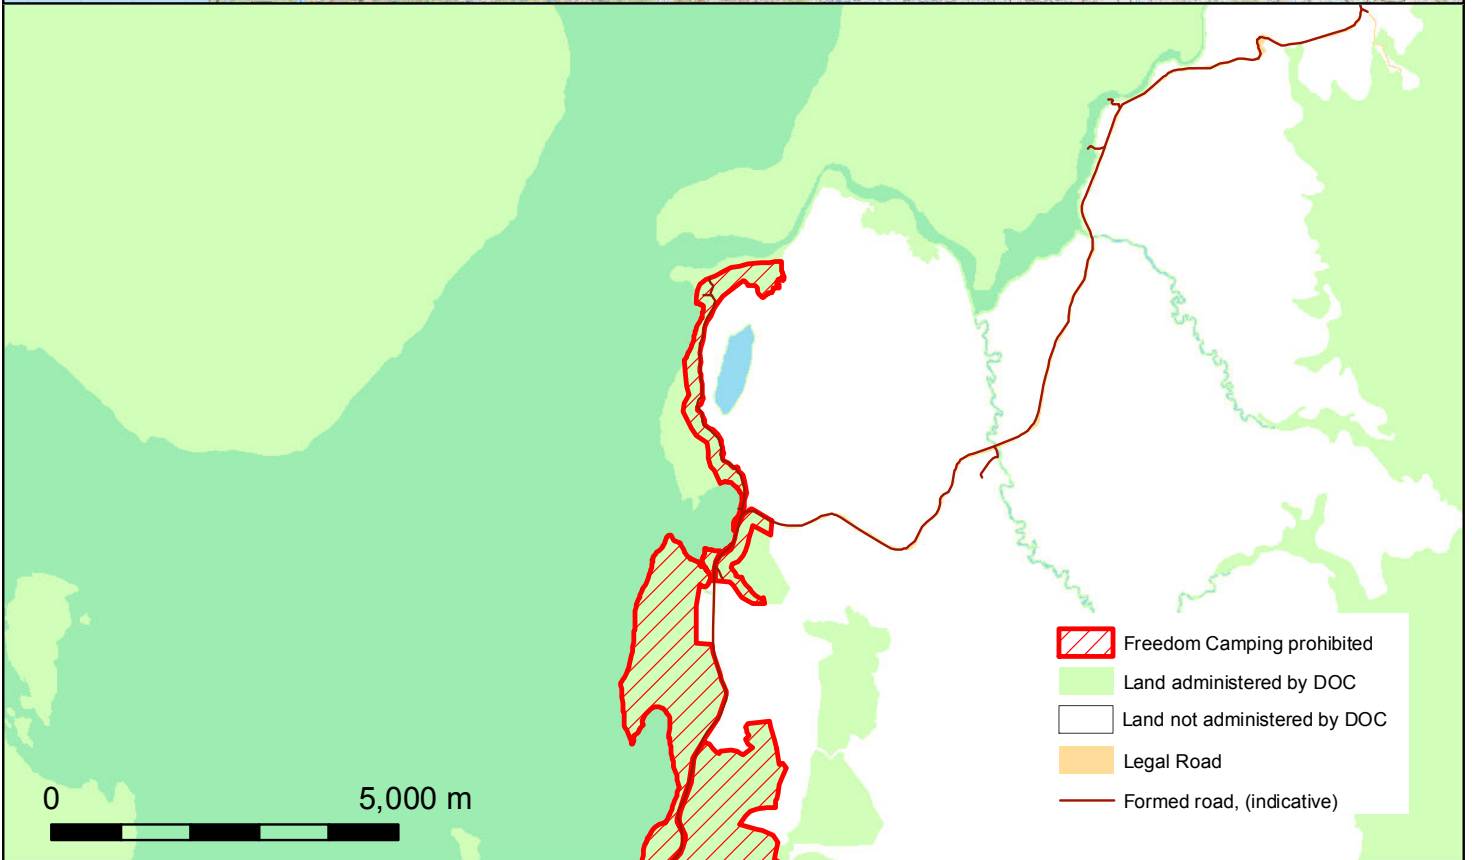 Freedom Camping prohibited
Land administered by DOC
Land not administered by DOC
Legal Road
Formed road, (indicative)
0 5,000 m